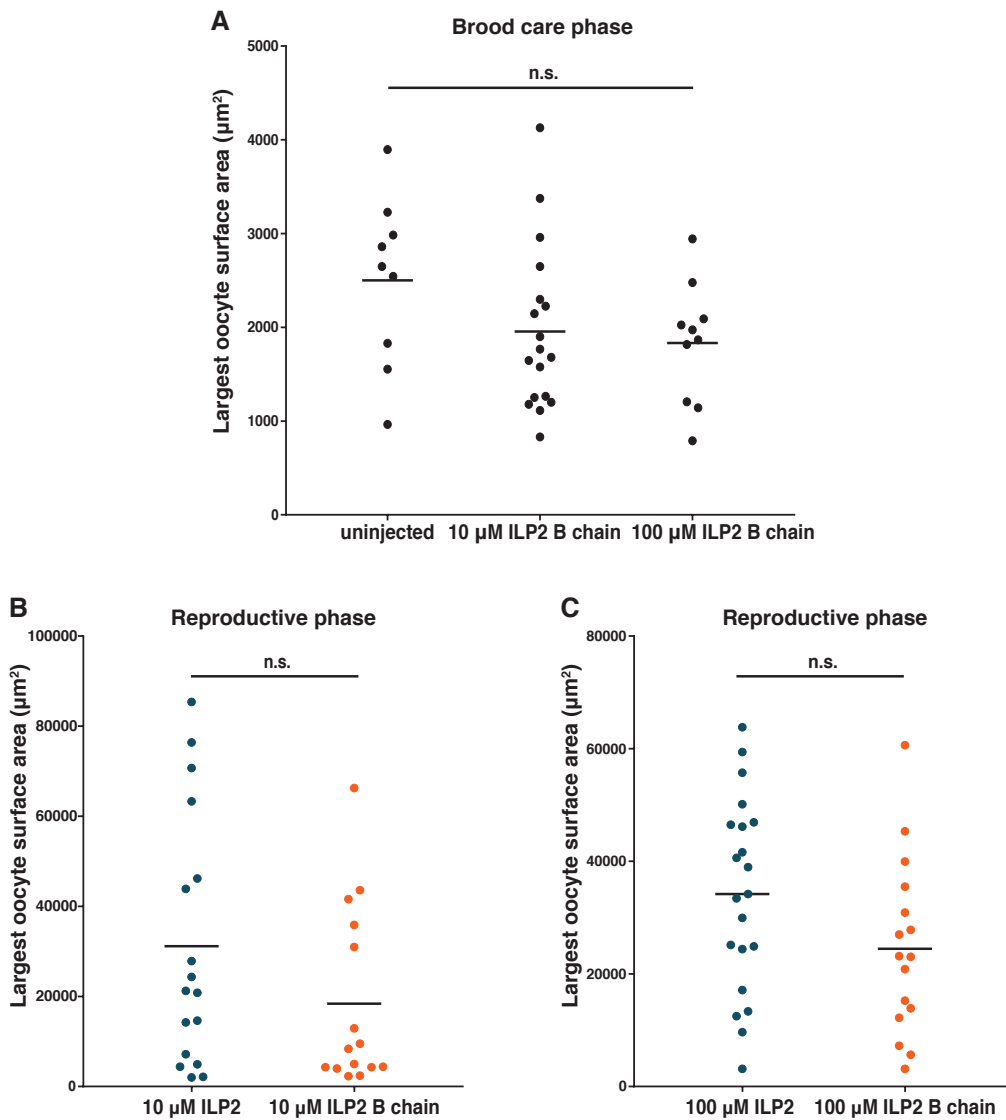 A
Brood care phase
n.s.
Largest oocyte surface area (µm²)
5000
4000
3000
2000
1000
0
uninjected 10 µM ILP2 B chain 100 µM ILP2 B chain
B
Reproductive phase
n.s.
Largest oocyte surface area (µm²)
100000
80000
60000
40000
20000
0
10 µM ILP2 10 µM ILP2 B chain
C
Reproductive phase
n.s.
Largest oocyte surface area (µm²)
80000
60000
40000
20000
0
100 µM ILP2 100 µM ILP2 B chain